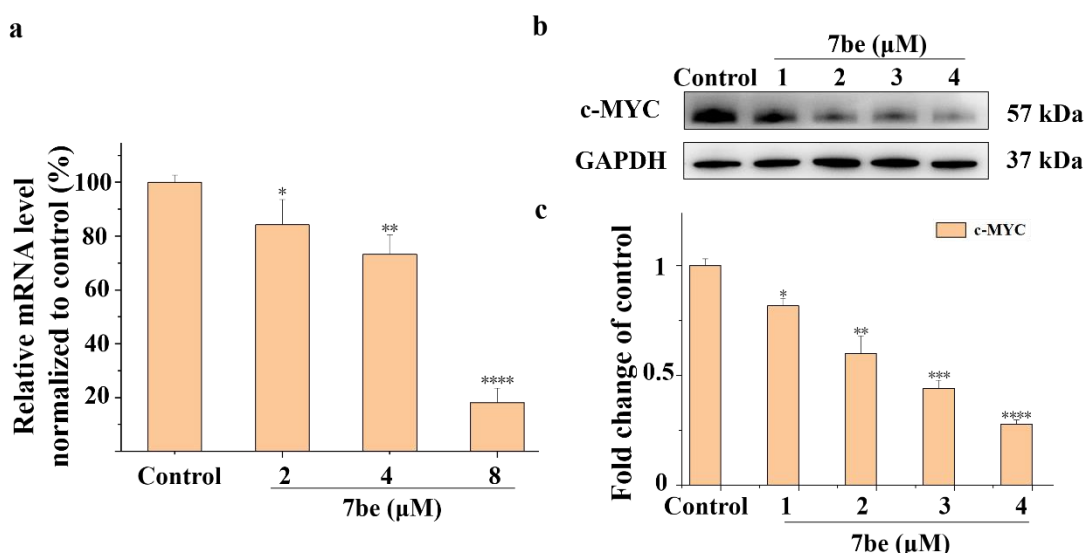 a
Relative mRNA level
normalized to control (%)
100
80
60
40
20
*
**
****
Control 2 4 8
7be (μM)
b
7be (μM)
Control 1 2 3 4
c-MYC 57 kDa
GAPDH 37 kDa
c
Fold change of control
1
0.5
0
c-MYC
*
**
***
****
Control 1 2 3 4
7be (μM)